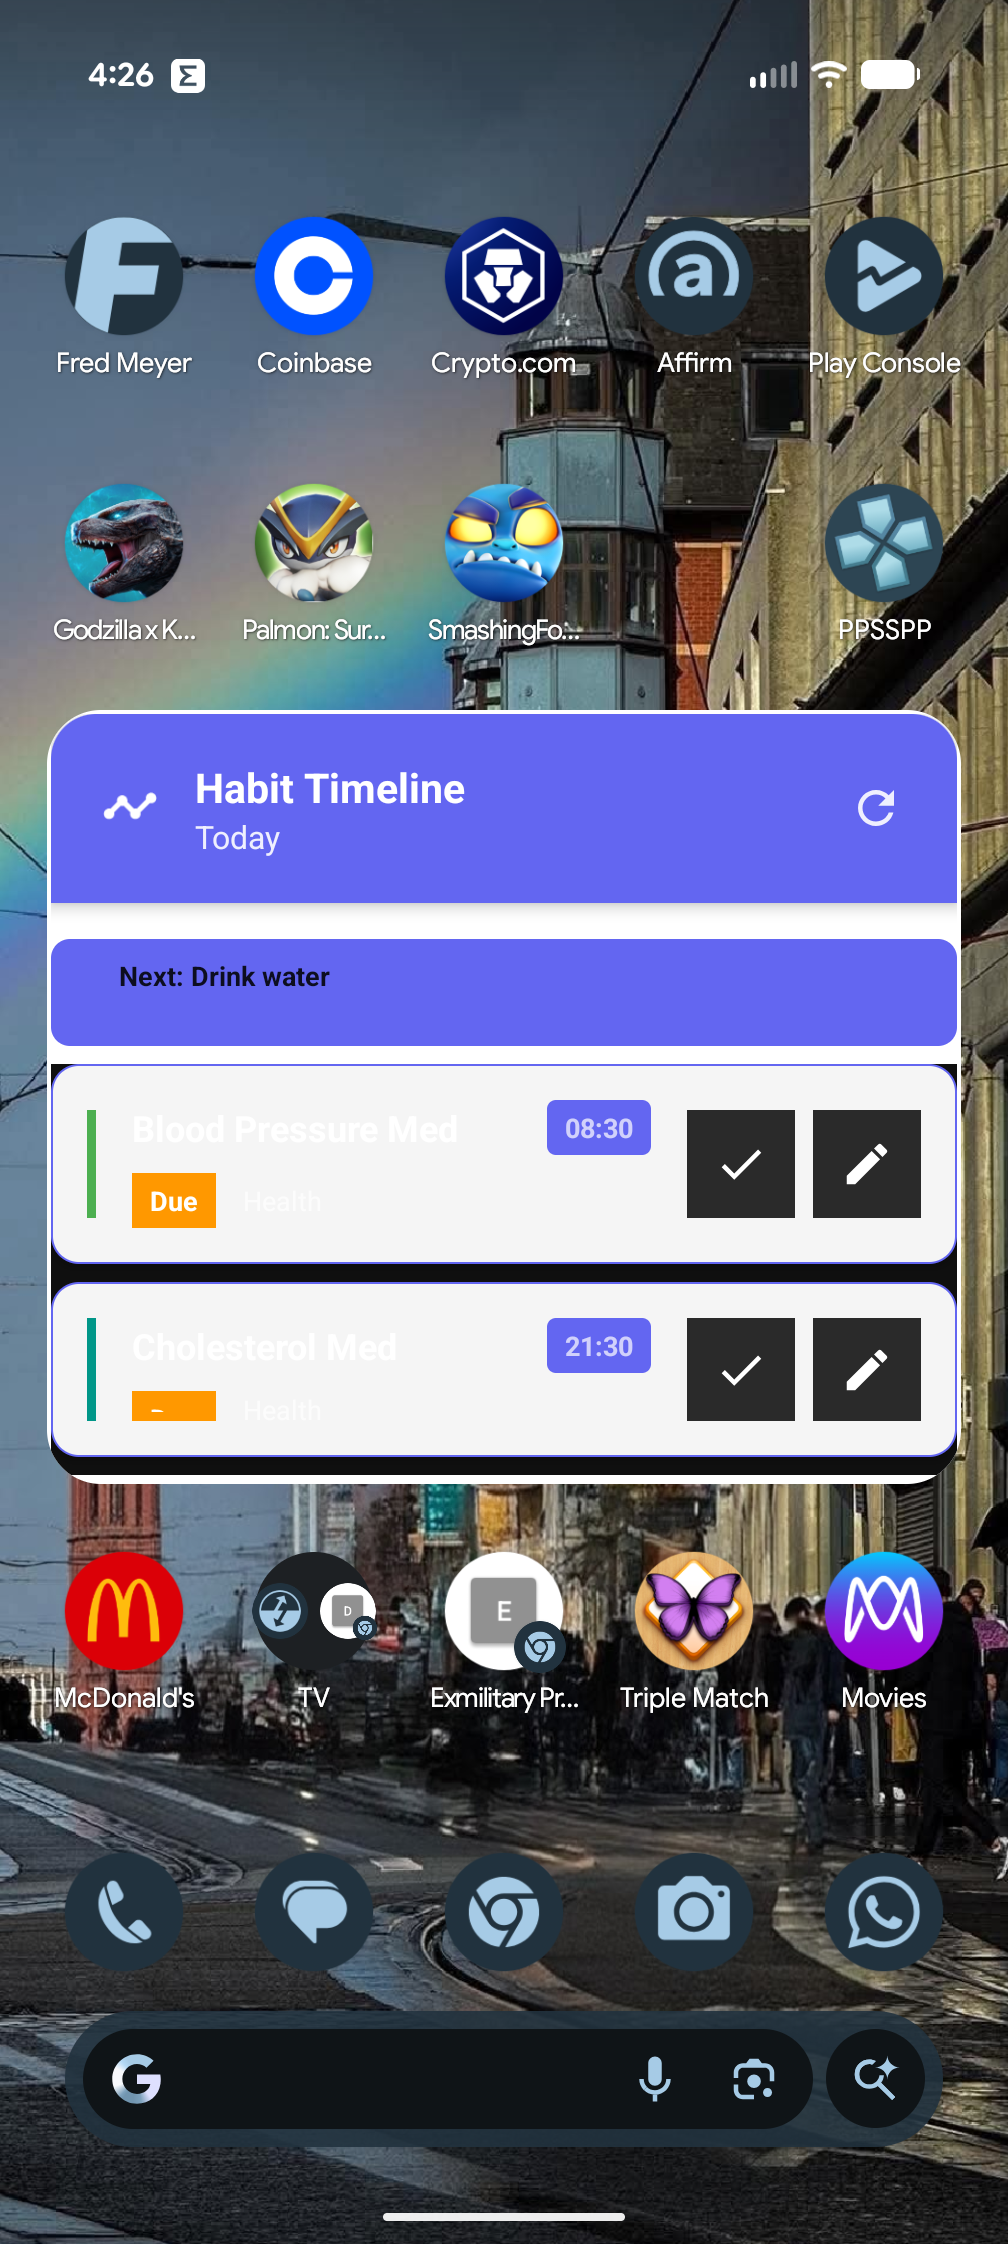 4:26
Fred Meyer
Coinbase
Crypto.com
Affirm
Play Console
Godzilla x K...
Palmon: Sur...
SmashingFo...
PPSSPP
Habit Timeline
Today
Next: Drink water
Blood Pressure Med
08:30
Due
Health
Cholesterol Med
21:30
Health
McDonald's
TV
Exmilitary Pr...
Triple Match
Movies